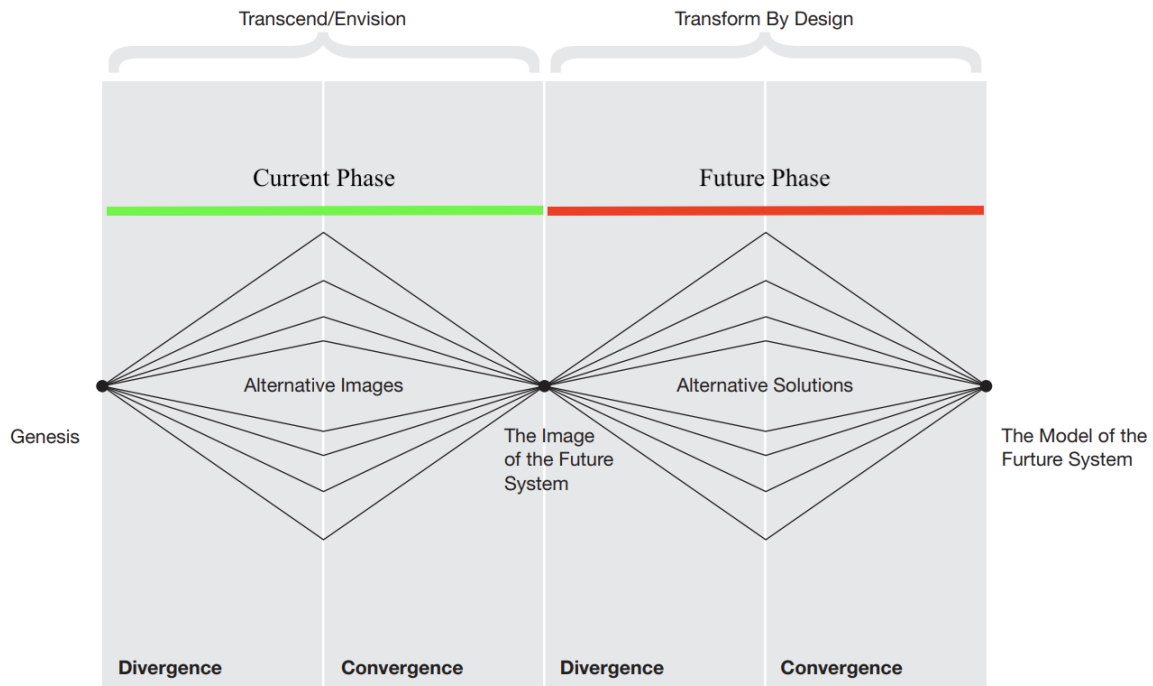 Transcend/Envision
Transform By Design
Current Phase
Future Phase
Alternative Images
Alternative Solutions
Genesis
The Image
of the Future
System
The Model of the
Furture System
Divergence
Convergence
Divergence
Convergence